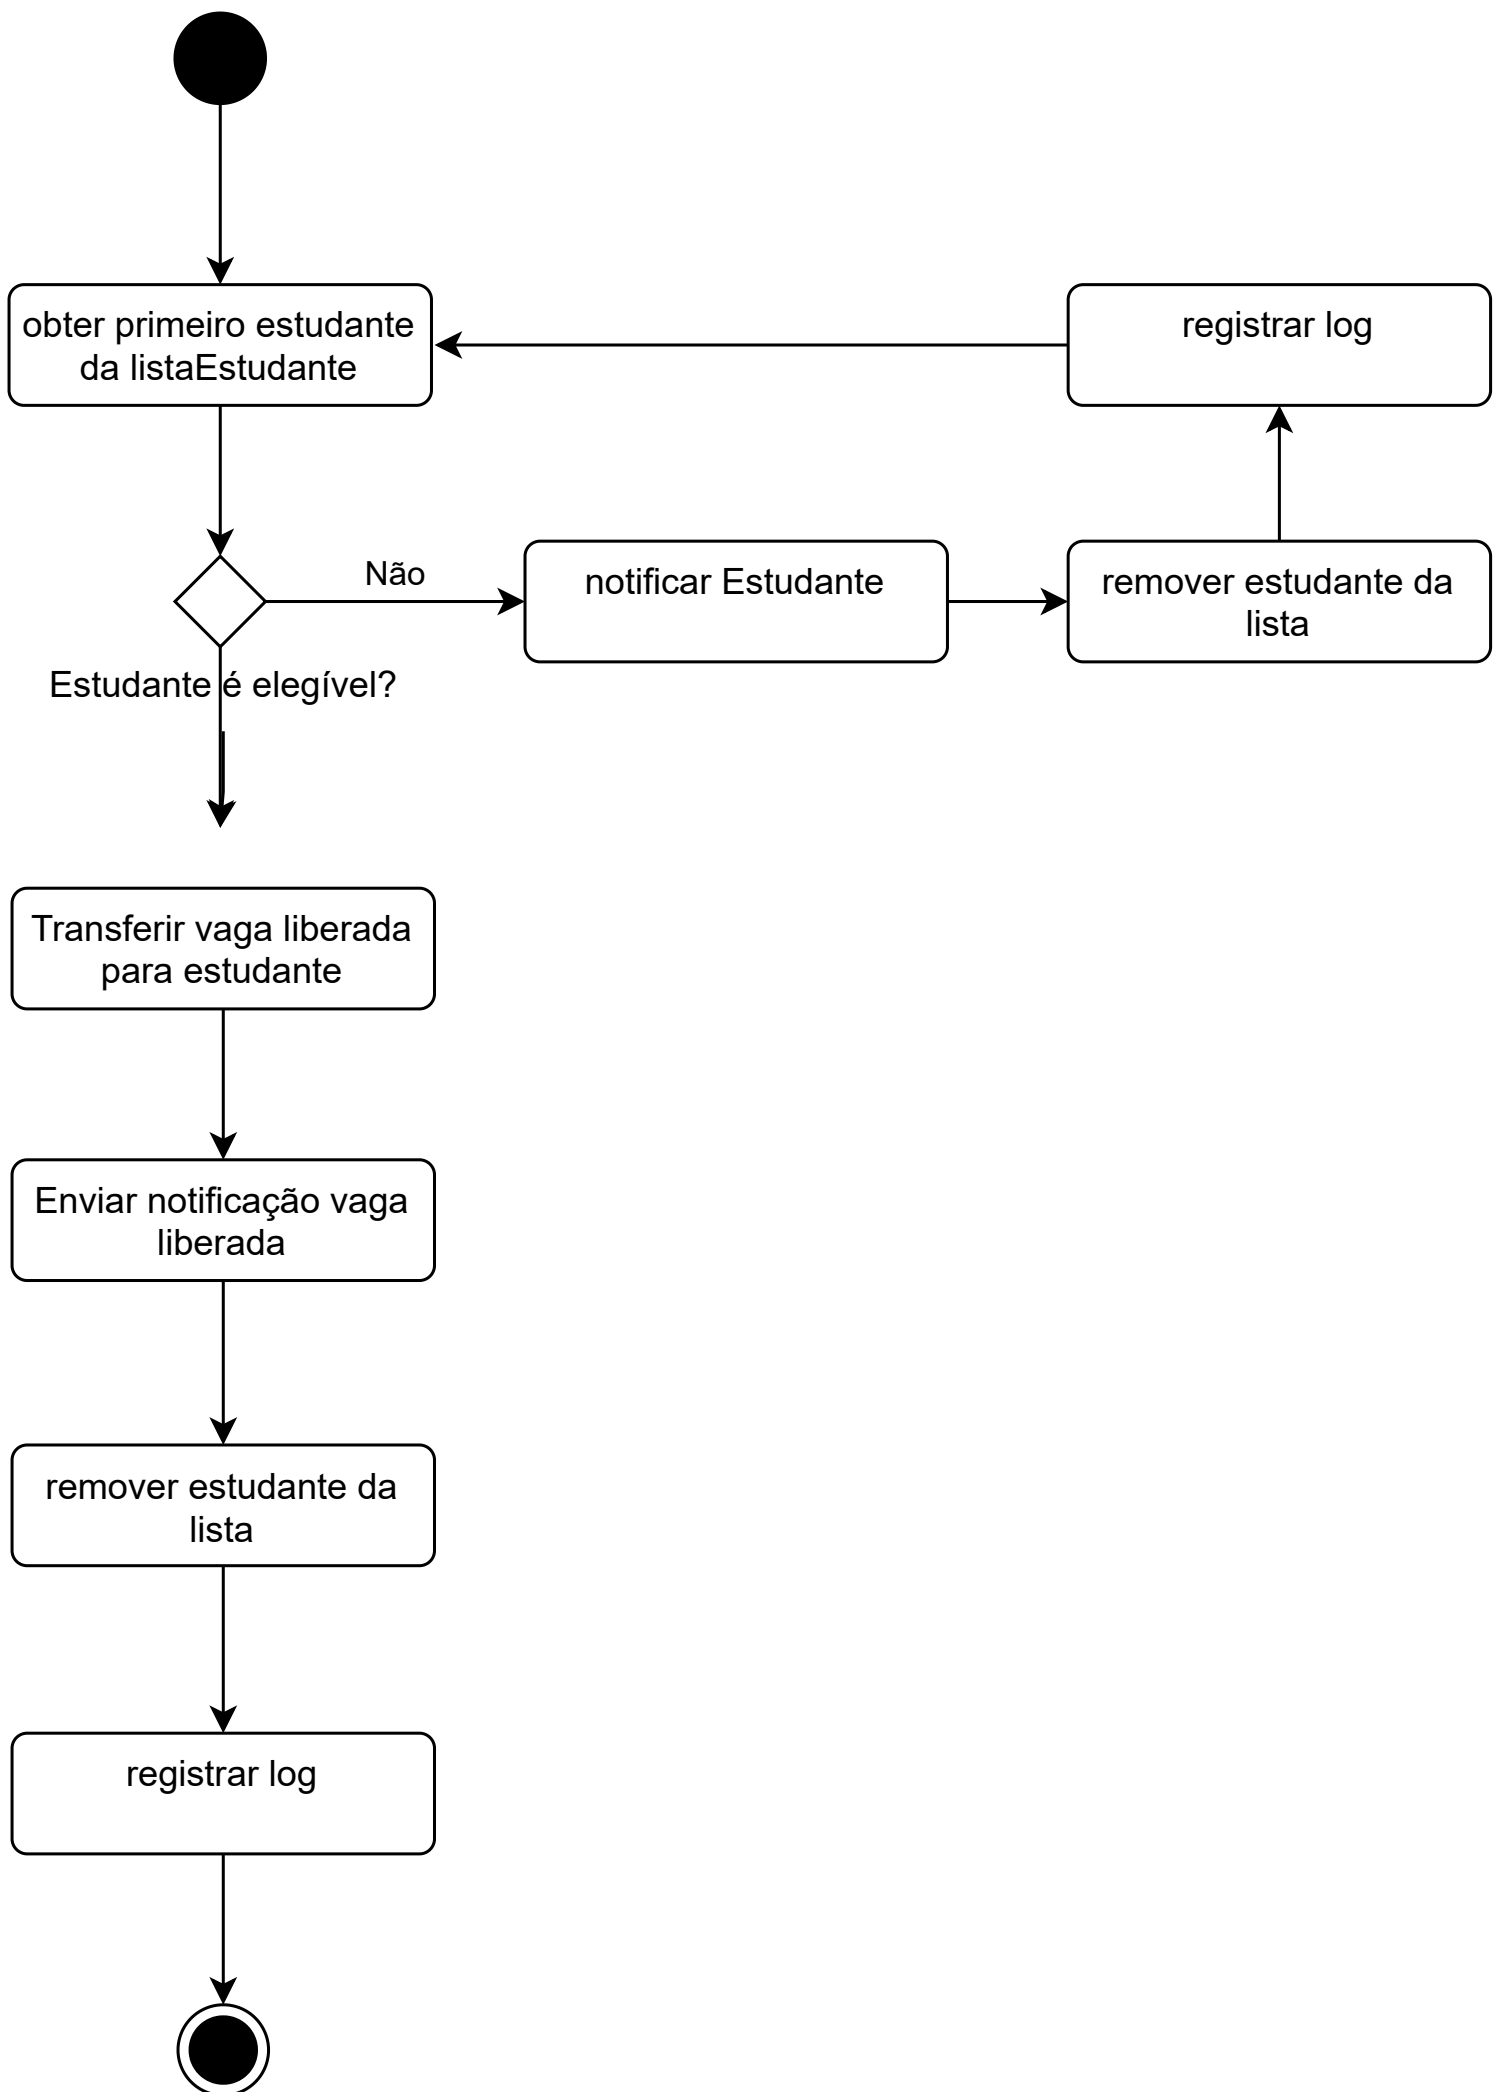 obter primeiro estudante
da listaEstudante
registrar log
Não
notificar Estudante
remover estudante da
lista
Estudante é elegível?
Transferir vaga liberada
para estudante
Enviar notificação vaga
liberada
remover estudante da
lista
registrar log